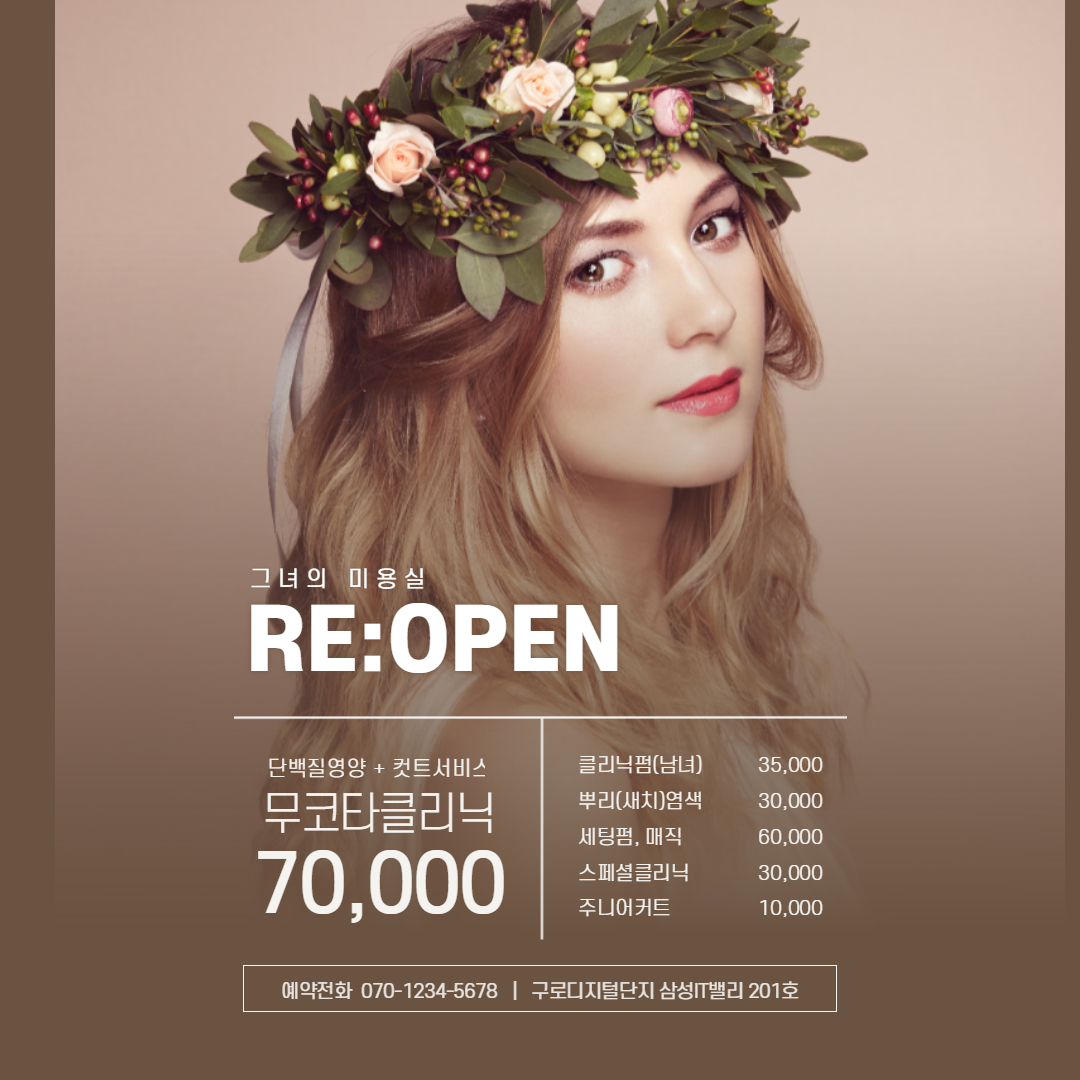 그녀의 미용실
RE:OPEN
단백질영양 + 컷트서비스
무코타클리닉
70,000
클리닉펌(남녀) 35,000
뿌리(새치)염색 30,000
세팅펌, 매직 60,000
스페셜클리닉 30,000
주니어커트 10,000
예약전화 070-1234-5678 | 구로디지털단지 삼성IT밸리 201호